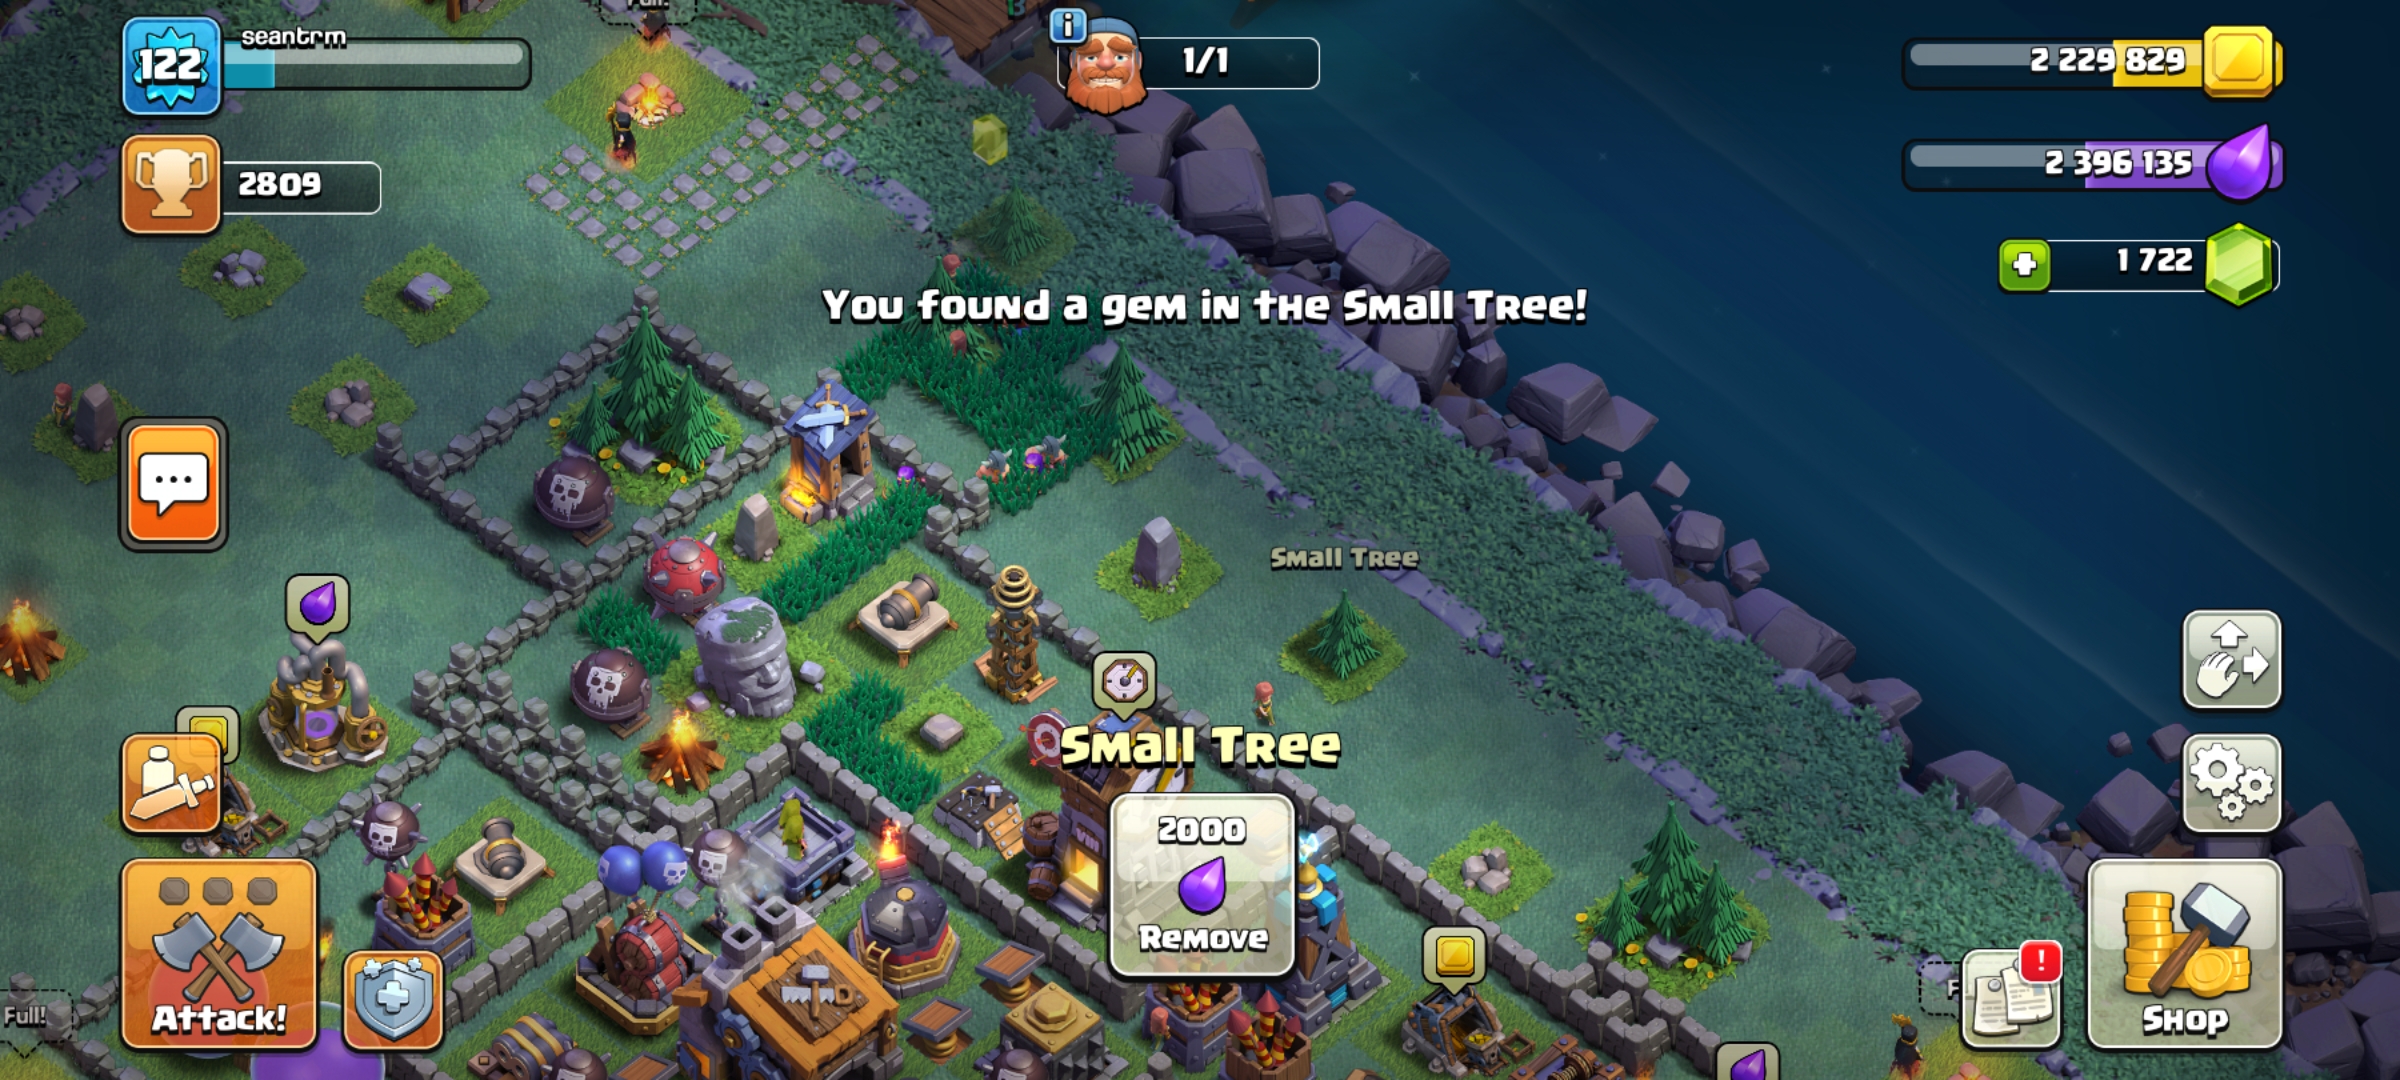 Full!
seantrm
122
1/1
2 229 829
2 396 135
2809
1 722
You found a gem in the Small Tree!
Small Tree
Small Tree
2000
Remove
Attack!
Full!
!
F
Shop